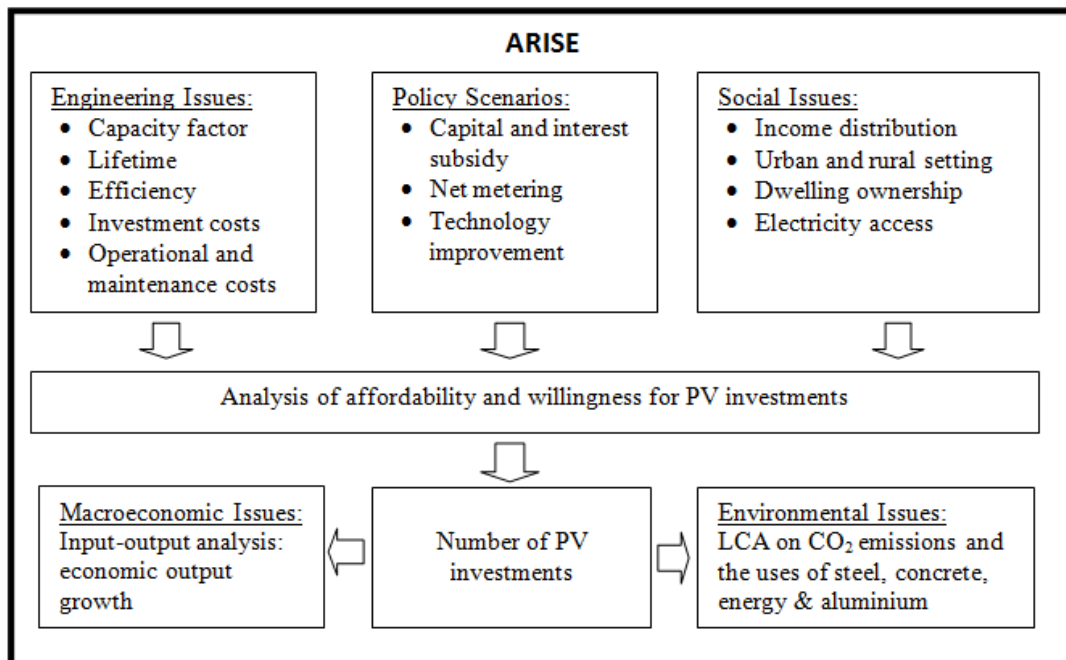 ARISE
Engineering Issues:
• Capacity factor
• Lifetime
• Efficiency
• Investment costs
• Operational and
maintenance costs
Policy Scenarios:
• Capital and interest
subsidy
• Net metering
• Technology
improvement
Social Issues:
• Income distribution
• Urban and rural setting
• Dwelling ownership
• Electricity access
Analysis of affordability and willingness for PV investments
Macroeconomic Issues:
Input-output analysis:
economic output
growth
Number of PV
investments
Environmental Issues:
LCA on CO₂ emissions and
the uses of steel, concrete,
energy & aluminium